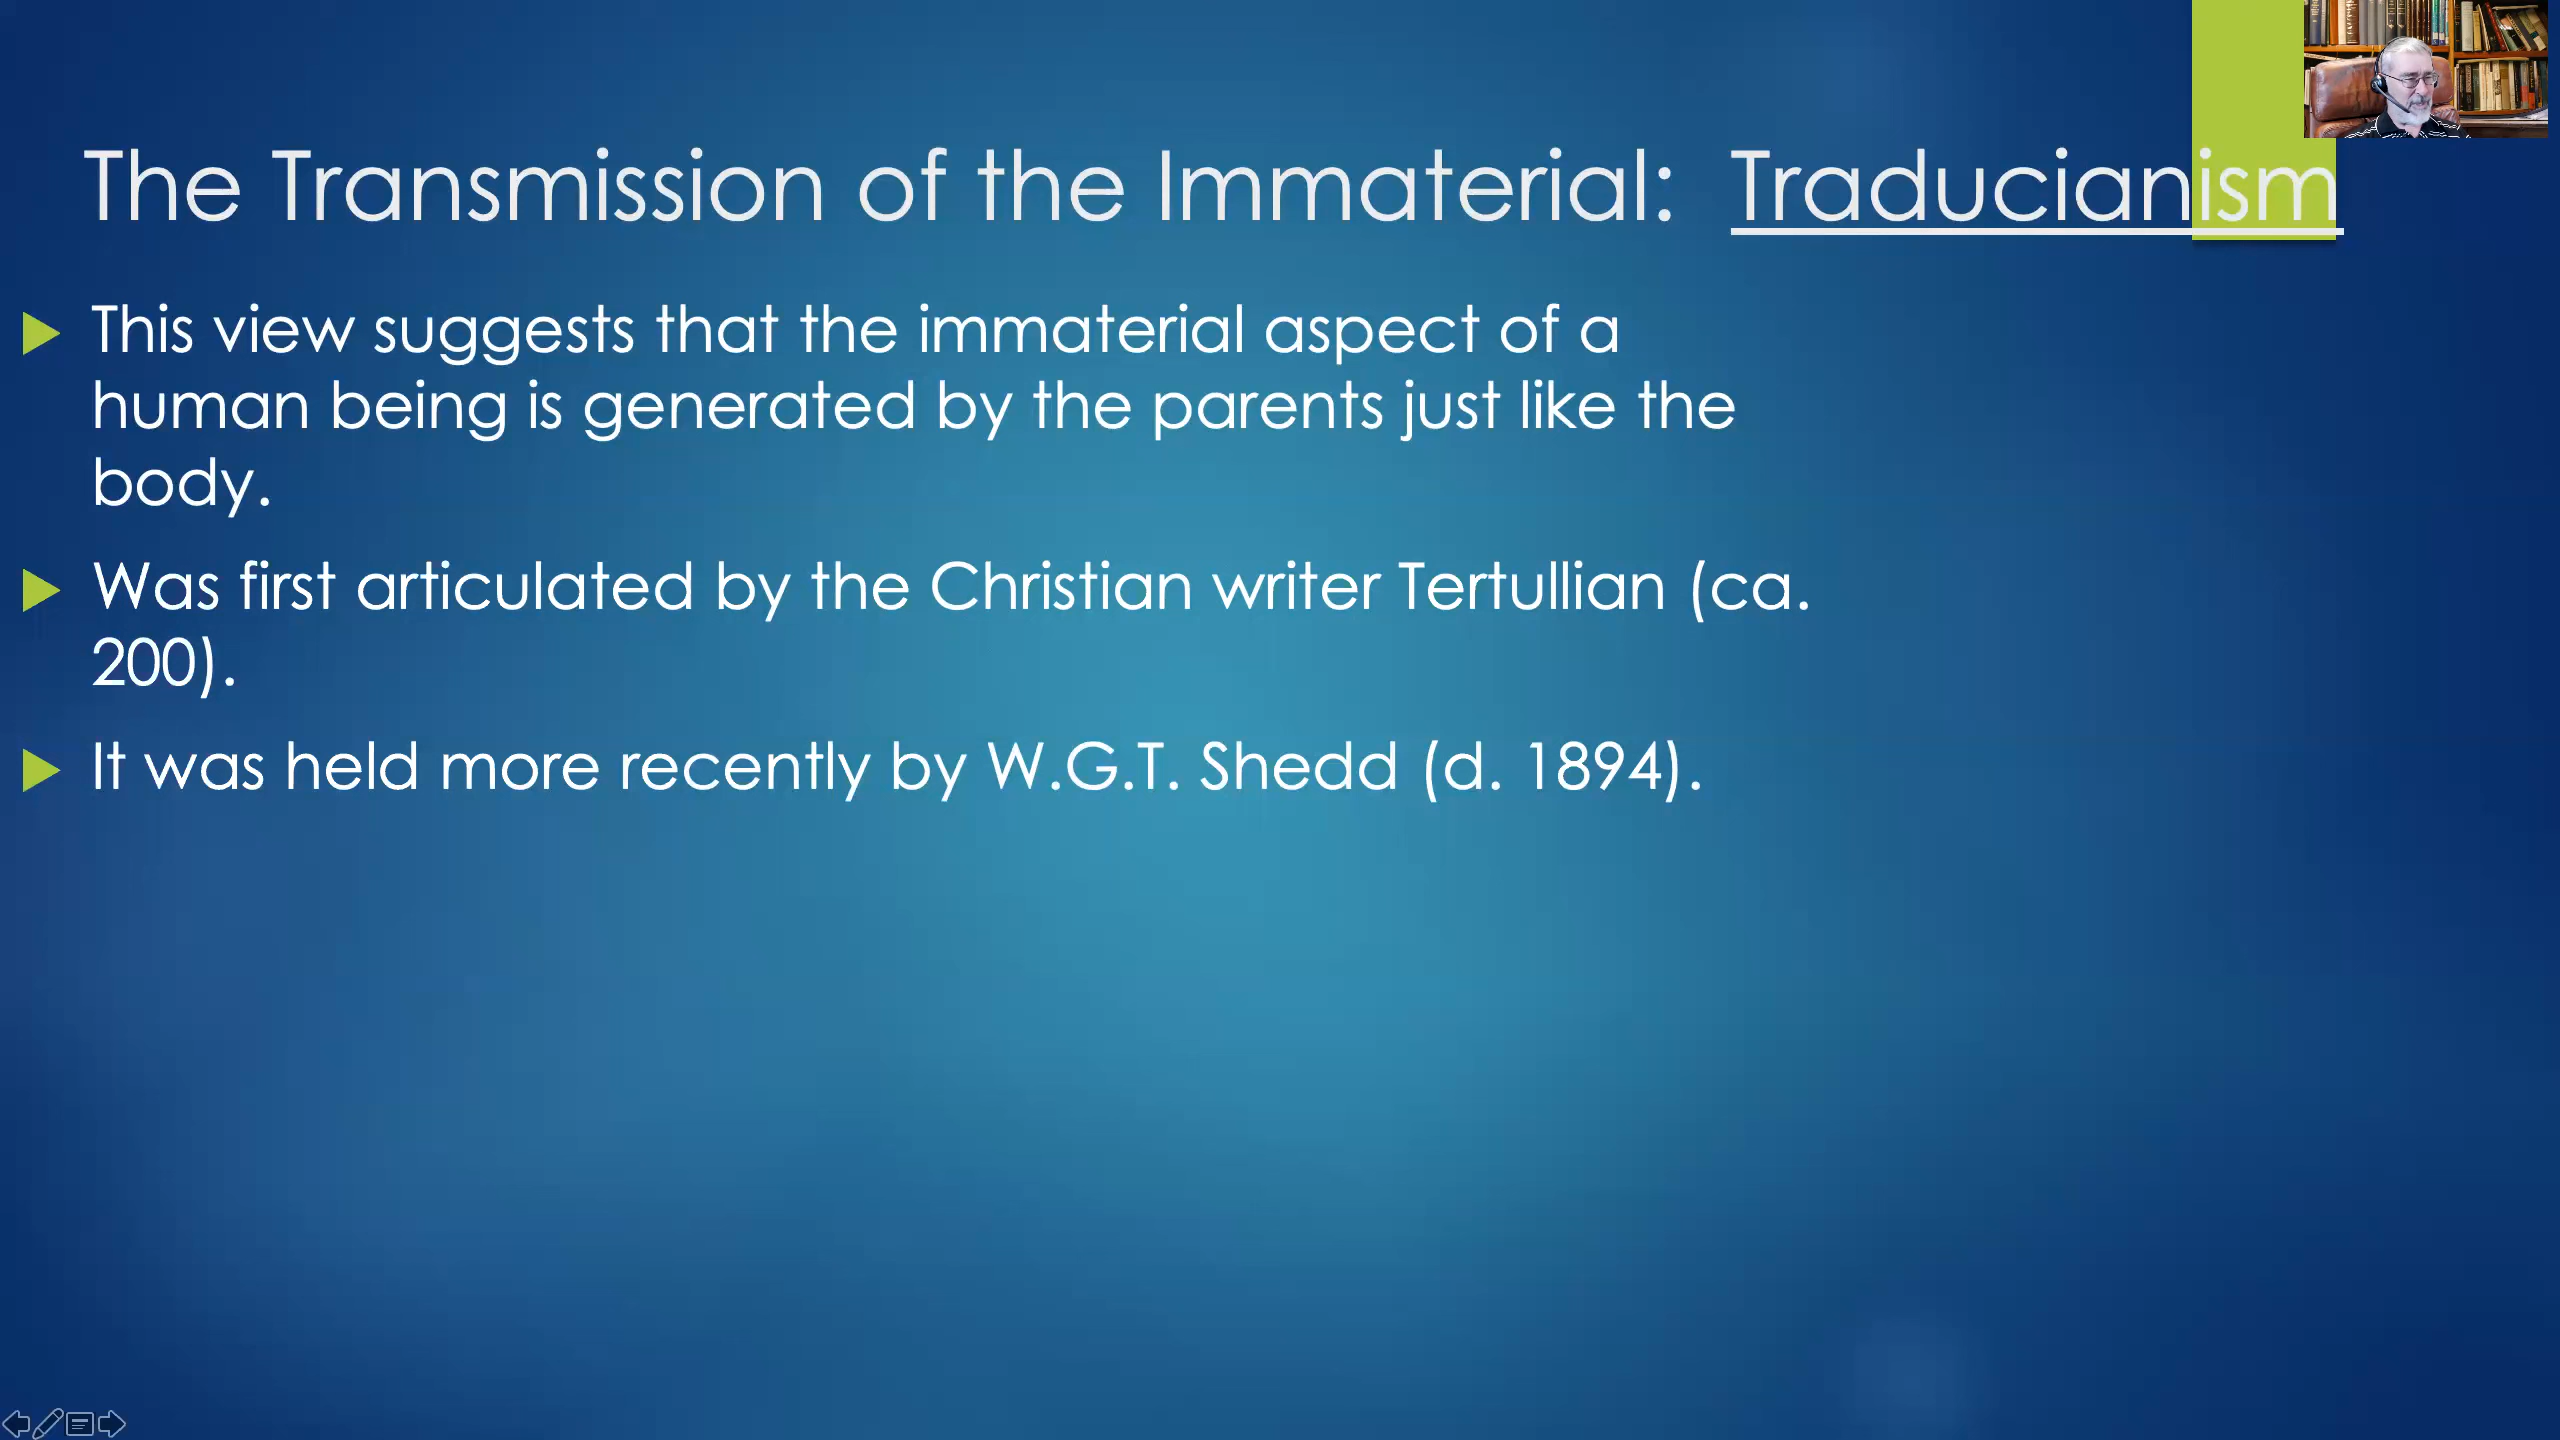 The Transmission of the Immaterial: Traducianism
This view suggests that the immaterial aspect of a
human being is generated by the parents just like the
body.
Was first articulated by the Christian writer Tertullian (ca.
200).
It was held more recently by W.G.T. Shedd (d. 1894).